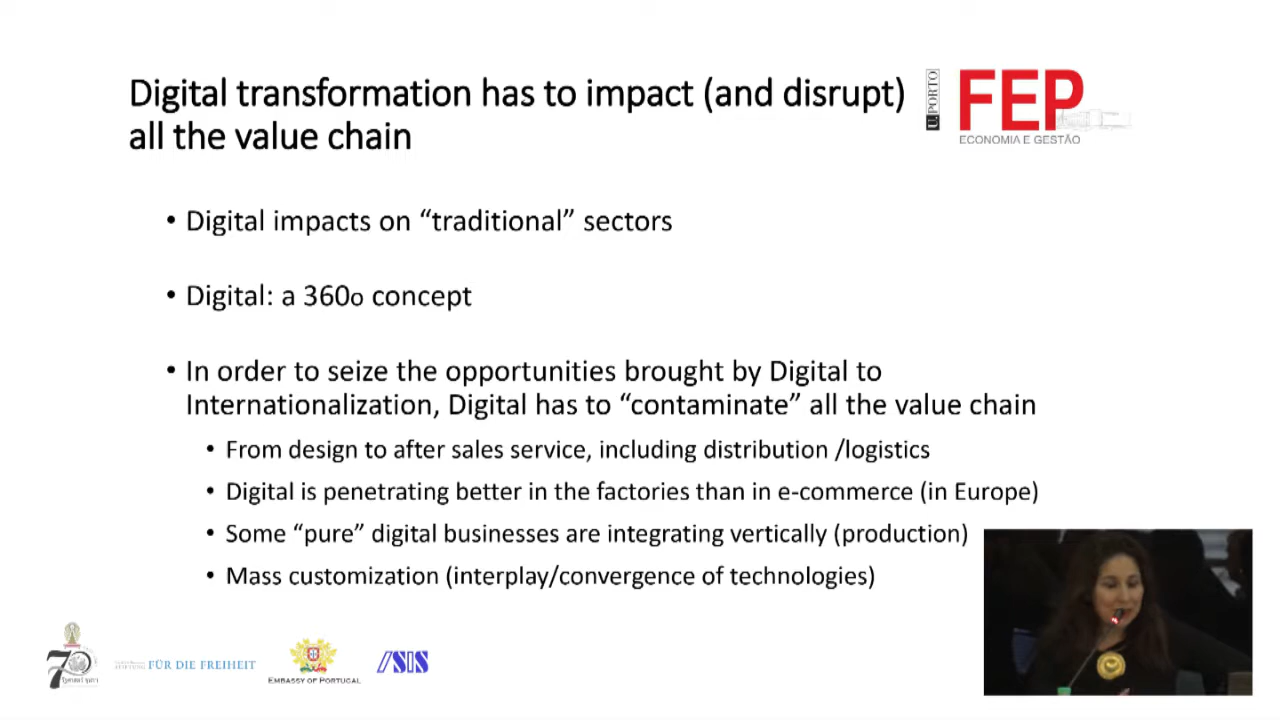 Digital transformation has to impact (and disrupt)
all the value chain
U.PORTO
FEP
ECONOMIA E GESTÃO
• Digital impacts on “traditional” sectors
• Digital: a 360o concept
• In order to seize the opportunities brought by Digital to
Internationalization, Digital has to “contaminate” all the value chain
• From design to after sales service, including distribution /logistics
• Digital is penetrating better in the factories than in e-commerce (in Europe)
• Some “pure” digital businesses are integrating vertically (production)
• Mass customization (interplay/convergence of technologies)
70
STIFTUNG FÜR DIE FREIHEIT
EMBASSY OF PORTUGAL
ISIS